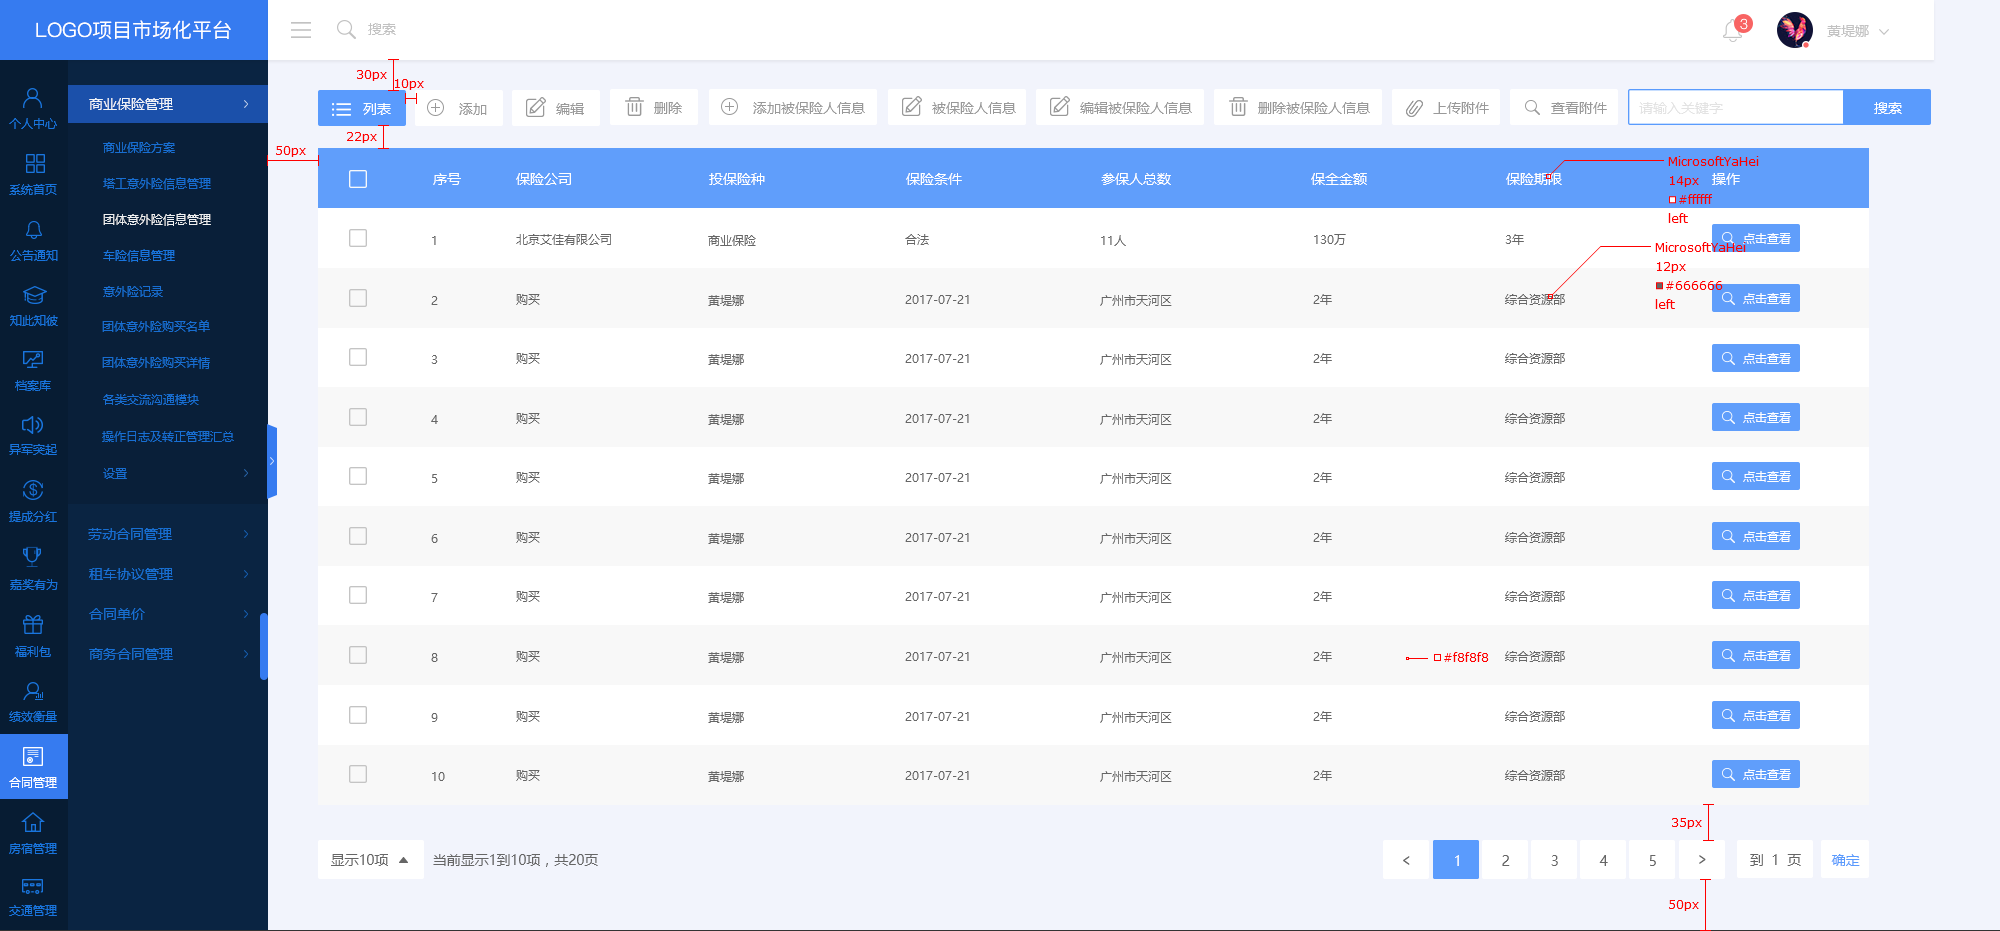 LOGO项目市场化平台
搜索
3
黄堤娜
个人中心
系统首页
公告通知
知此知彼
档案库
异军突起
提成分红
嘉奖有为
福利包
绩效衡量
合同管理
房宿管理
交通管理
商业保险管理
商业保险方案
塔工意外险信息管理
团体意外险信息管理
车险信息管理
意外险记录
团体意外险购买名单
团体意外险购买详情
各类交流沟通模块
操作日志及转正管理汇总
设置
劳动合同管理
租车协议管理
合同单价
商务合同管理
30px
10px
列表 添加 编辑 删除 添加被保险人信息 被保险人信息 编辑被保险人信息 删除被保险人信息 上传附件 查看附件 请输入关键字 搜索
22px
50px
序号 保险公司 投保险种 保险条件 参保人总数 保全金额 保险期限 操作
MicrosoftYaHei
14px
#ffffff
left
1 北京艾佳有限公司 商业保险 合法 11人 130万 3年 点击查看
MicrosoftYaHei
12px
#666666
left
2 购买 黄堤娜 2017-07-21 广州市天河区 2年 综合资源部 点击查看
3 购买 黄堤娜 2017-07-21 广州市天河区 2年 综合资源部 点击查看
4 购买 黄堤娜 2017-07-21 广州市天河区 2年 综合资源部 点击查看
5 购买 黄堤娜 2017-07-21 广州市天河区 2年 综合资源部 点击查看
6 购买 黄堤娜 2017-07-21 广州市天河区 2年 综合资源部 点击查看
7 购买 黄堤娜 2017-07-21 广州市天河区 2年 综合资源部 点击查看
8 购买 黄堤娜 2017-07-21 广州市天河区 2年 #f8f8f8 综合资源部 点击查看
9 购买 黄堤娜 2017-07-21 广州市天河区 2年 综合资源部 点击查看
10 购买 黄堤娜 2017-07-21 广州市天河区 2年 综合资源部 点击查看
35px
显示10项 当前显示1到10项，共20页 < 1 2 3 4 5 > 到 1 页 确定
50px